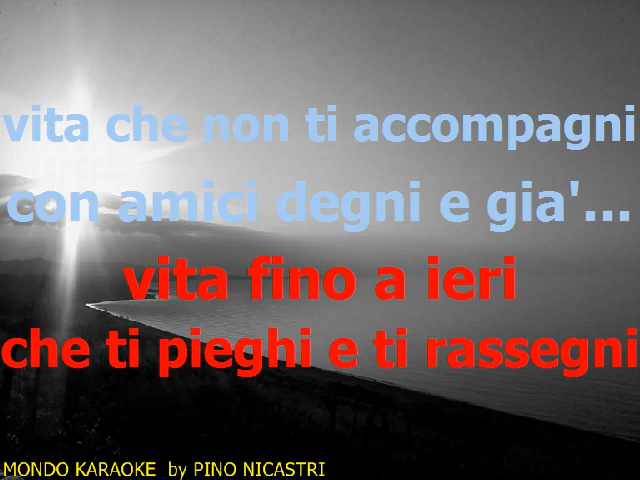 vita che non ti accompagni
con amici degni e gia'...
vita fino a ieri
che ti pieghi e ti rassegni
MONDO KARAOKE by PINO NICASTRI